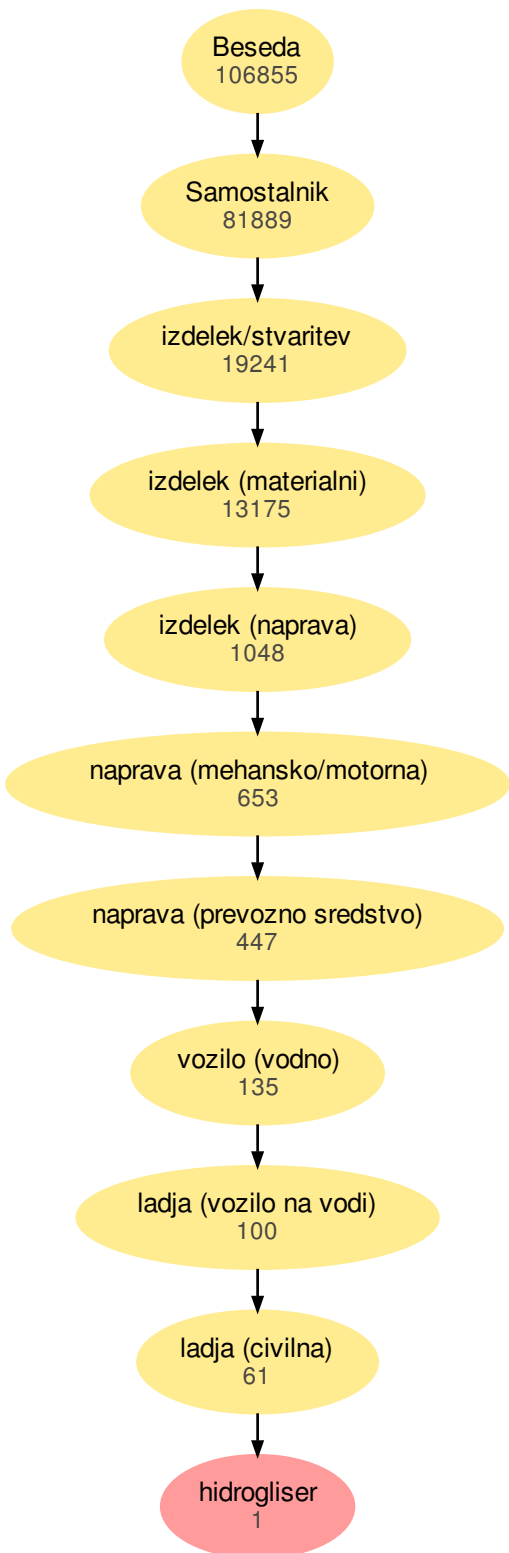 Beseda
106855
Samostalnik
81889
izdelek/stvaritev
19241
izdelek (materialni)
13175
izdelek (naprava)
1048
naprava (mehansko/motorna)
653
naprava (prevozno sredstvo)
447
vozilo (vodno)
135
ladja (vozilo na vodi)
100
ladja (civilna)
61
hidrogliser
1